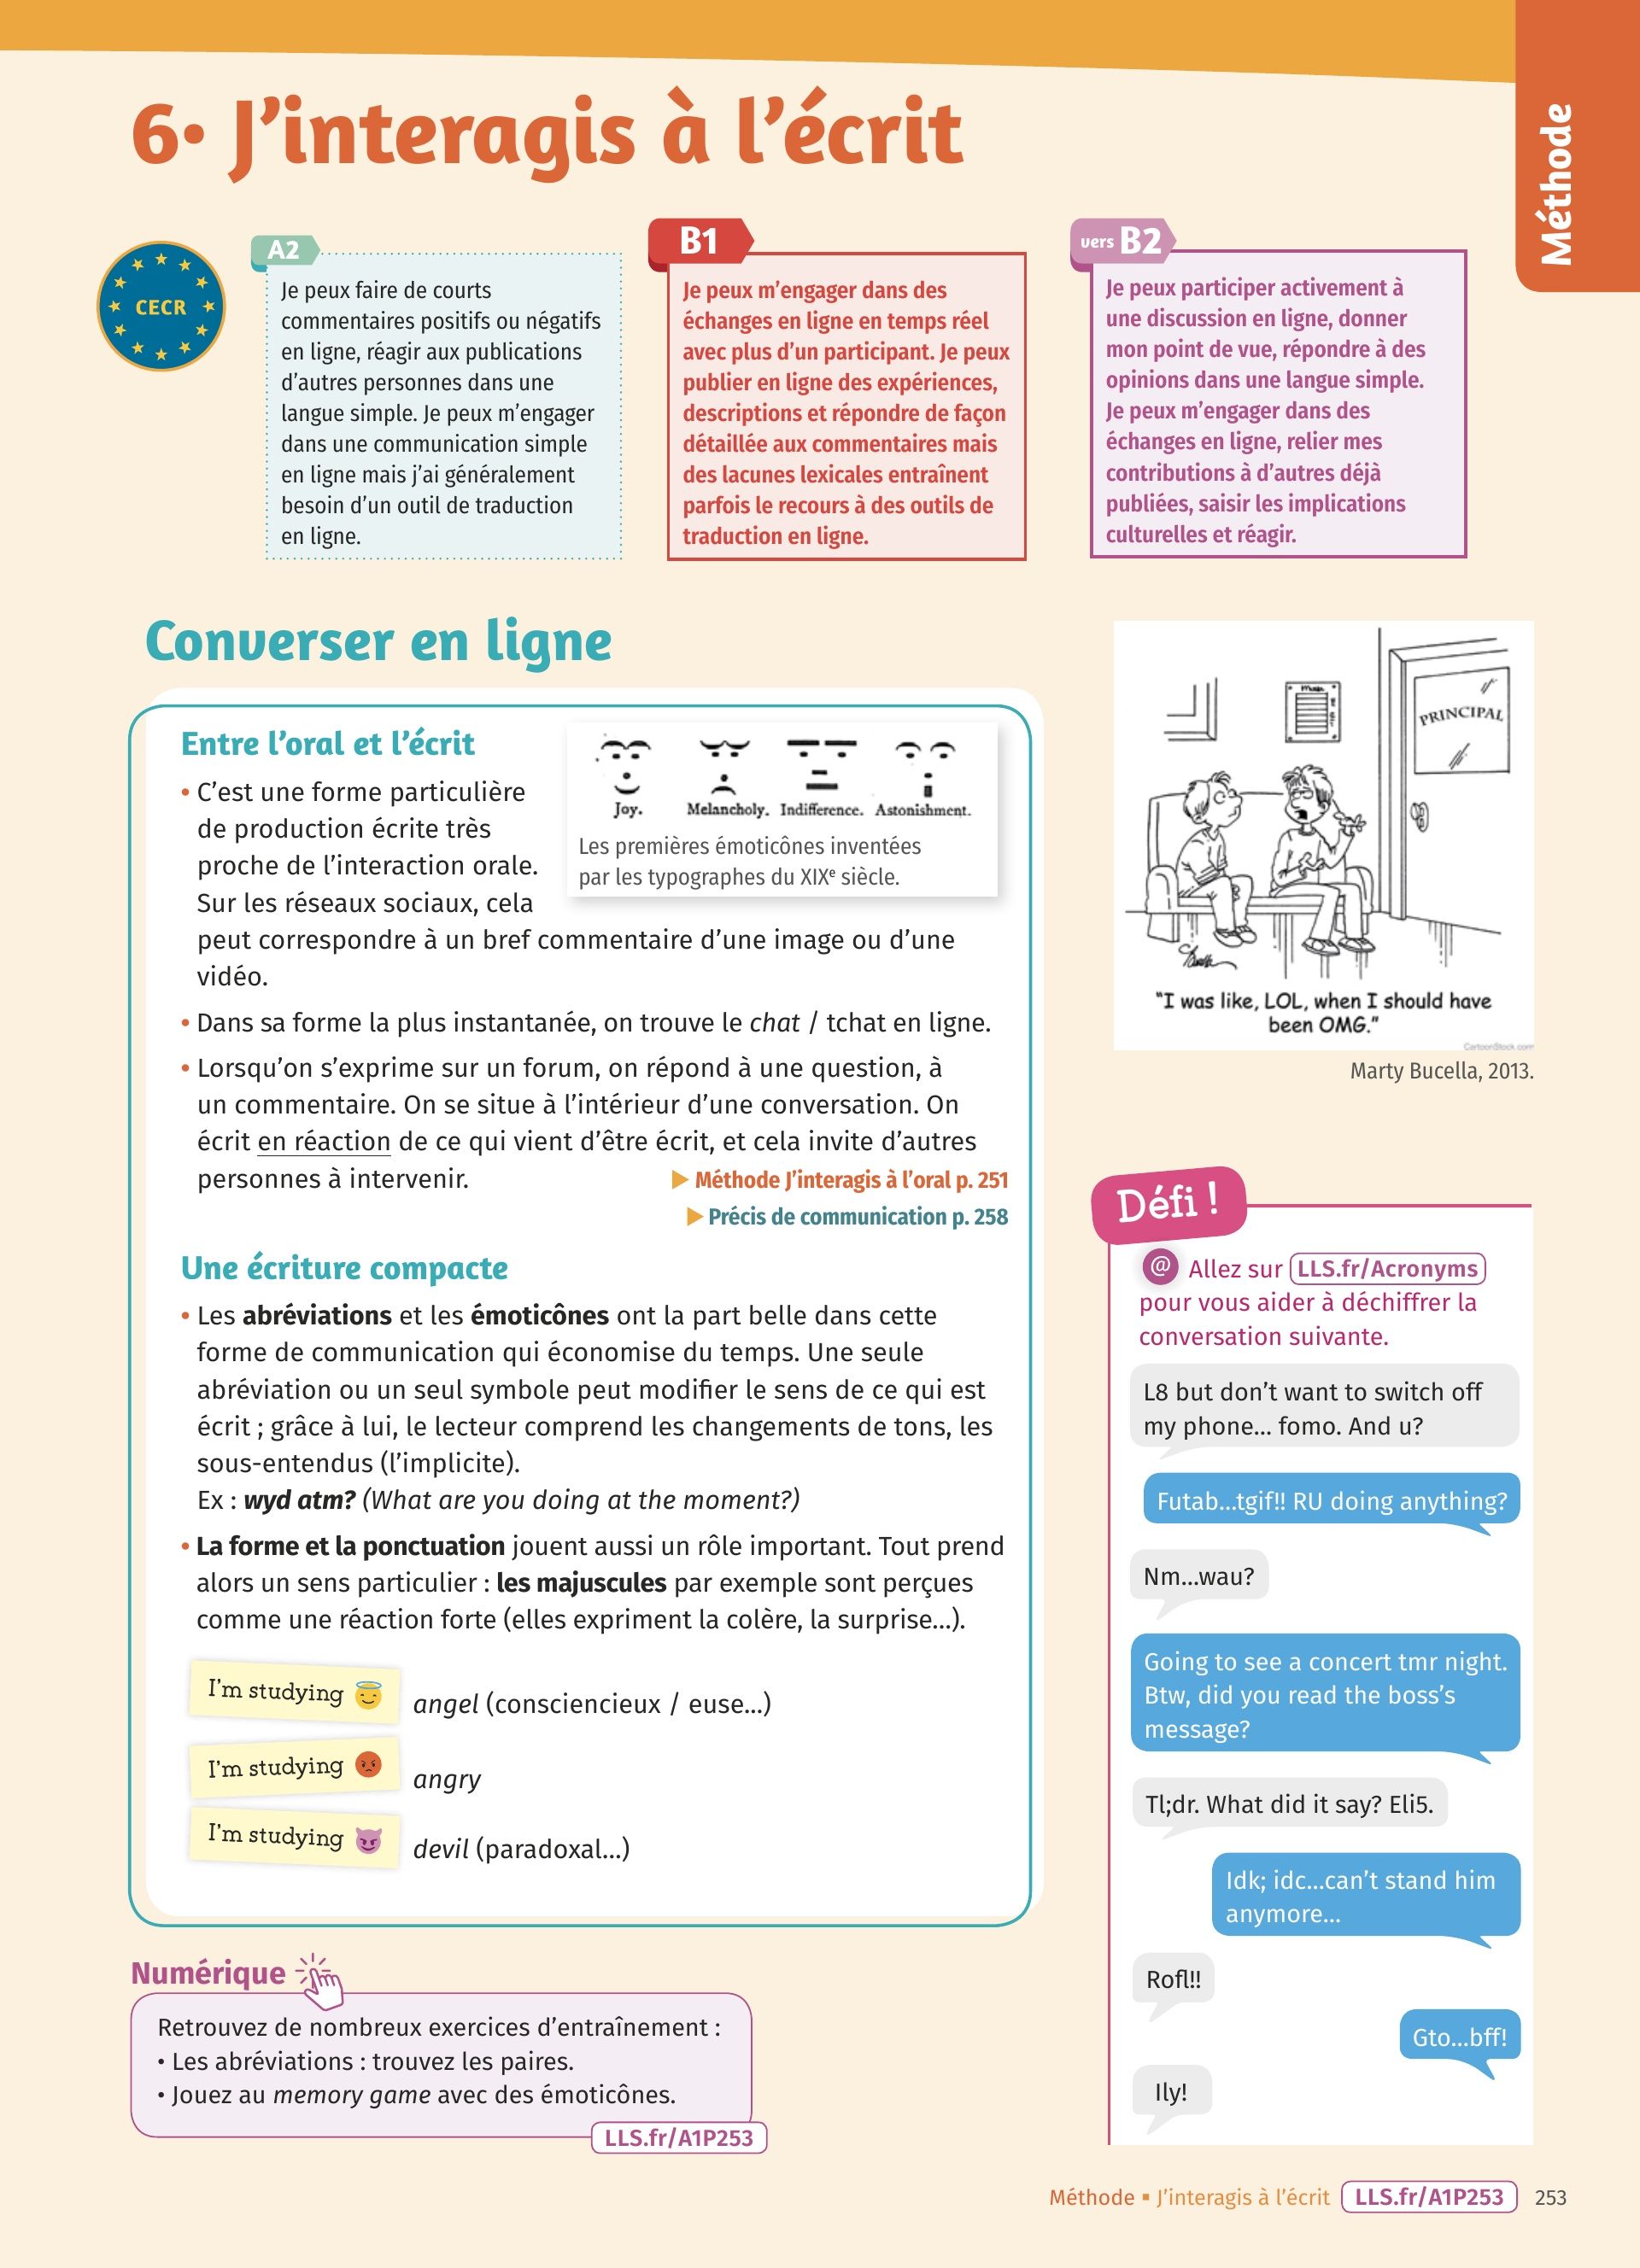 Méthode
6• J’interagis à l’écrit
CECR
A2
Je peux faire de courts
commentaires positifs ou négatifs
en ligne, réagir aux publications
d’autres personnes dans une
langue simple. Je peux m’engager
dans une communication simple
en ligne mais j’ai généralement
besoin d’un outil de traduction
en ligne.
B1
Je peux m’engager dans des
échanges en ligne en temps réel
avec plus d’un participant. Je peux
publier en ligne des expériences,
descriptions et répondre de façon
détaillée aux commentaires mais
des lacunes lexicales entraînent
parfois le recours à des outils de
traduction en ligne.
vers B2
Je peux participer activement à
une discussion en ligne, donner
mon point de vue, répondre à des
opinions dans une langue simple.
Je peux m’engager dans des
échanges en ligne, relier mes
contributions à d’autres déjà
publiées, saisir les implications
culturelles et réagir.
Converser en ligne
Entre l’oral et l’écrit
• C’est une forme particulière
de production écrite très
proche de l’interaction orale.
Sur les réseaux sociaux, cela
peut correspondre à un bref commentaire d’une image ou d’une
vidéo.
Joy. Melancholy. Indifference. Astonishment.
Les premières émoticônes inventées
par les typographes du XIXe siècle.
• Dans sa forme la plus instantanée, on trouve le chat / tchat en ligne.
• Lorsqu’on s’exprime sur un forum, on répond à une question, à
un commentaire. On se situe à l’intérieur d’une conversation. On
écrit en réaction de ce qui vient d’être écrit, et cela invite d’autres
personnes à intervenir.
▶ Méthode J’interagis à l’oral p. 251
▶ Précis de communication p. 258
Une écriture compacte
• Les abréviations et les émoticônes ont la part belle dans cette
forme de communication qui économise du temps. Une seule
abréviation ou un seul symbole peut modifier le sens de ce qui est
écrit ; grâce à lui, le lecteur comprend les changements de tons, les
sous-entendus (l’implicite).
Ex : wyd atm? (What are you doing at the moment?)
• La forme et la ponctuation jouent aussi un rôle important. Tout prend
alors un sens particulier : les majuscules par exemple sont perçues
comme une réaction forte (elles expriment la colère, la surprise...).
I’m studying 😇 angel (consciencieux / euse...)
I’m studying 😡 angry
I’m studying 😈 devil (paradoxal...)
Numérique
Retrouvez de nombreux exercices d’entraînement :
• Les abréviations : trouvez les paires.
• Jouez au memory game avec des émoticônes.
LLS.fr/A1P253
PRINCIPAL
“I was like, LOL, when I should have
been OMG.”
CartoonStock.com
Marty Bucella, 2013.
Défi !
@ Allez sur LLS.fr/Acronyms
pour vous aider à déchiffrer la
conversation suivante.
L8 but don’t want to switch off
my phone... fomo. And u?
Futab...tgif!! RU doing anything?
Nm...wau?
Going to see a concert tmr night.
Btw, did you read the boss’s
message?
Tl;dr. What did it say? Eli5.
Idk; idc...can’t stand him
anymore...
Rofl!!
Gto...bff!
Ily!
Méthode ▪ J’interagis à l’écrit LLS.fr/A1P253 253